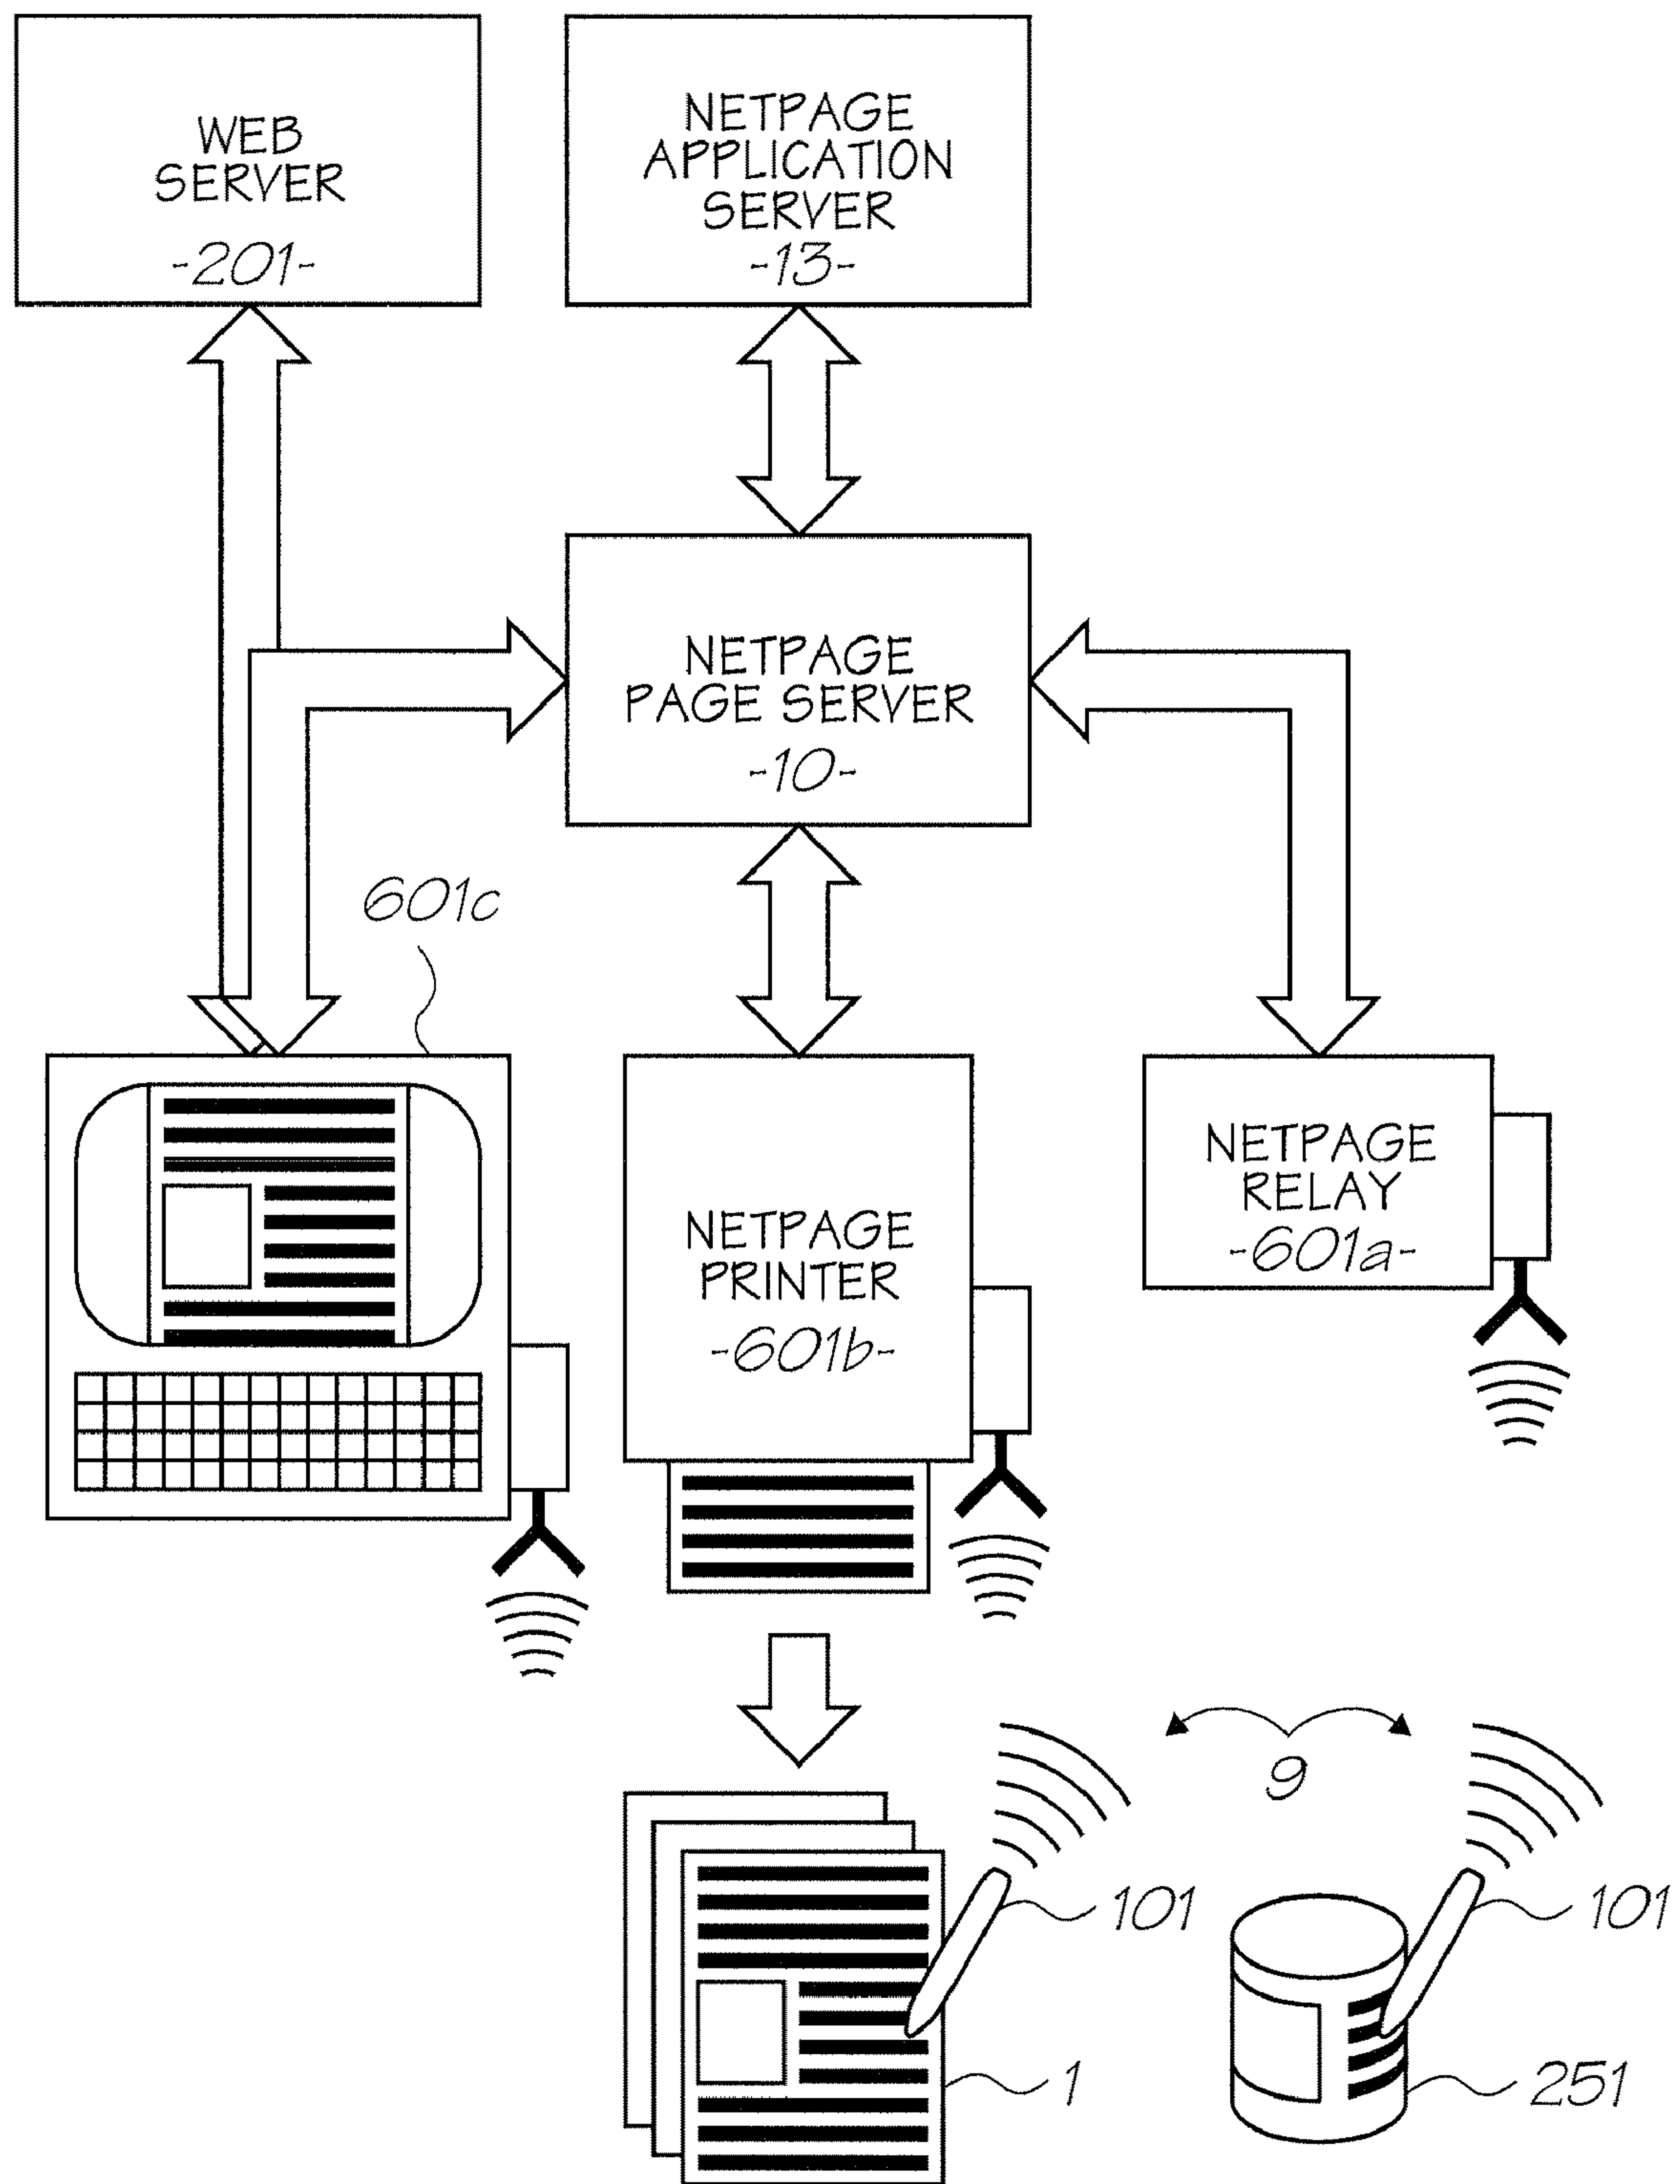 WEB
SERVER
-201-
NETPAGE
APPLICATION
SERVER
-13-
NETPAGE
PAGE SERVER
-10-
601c
NETPAGE
PRINTER
-601b-
NETPAGE
RELAY
-601a-
9
101
101
1
251